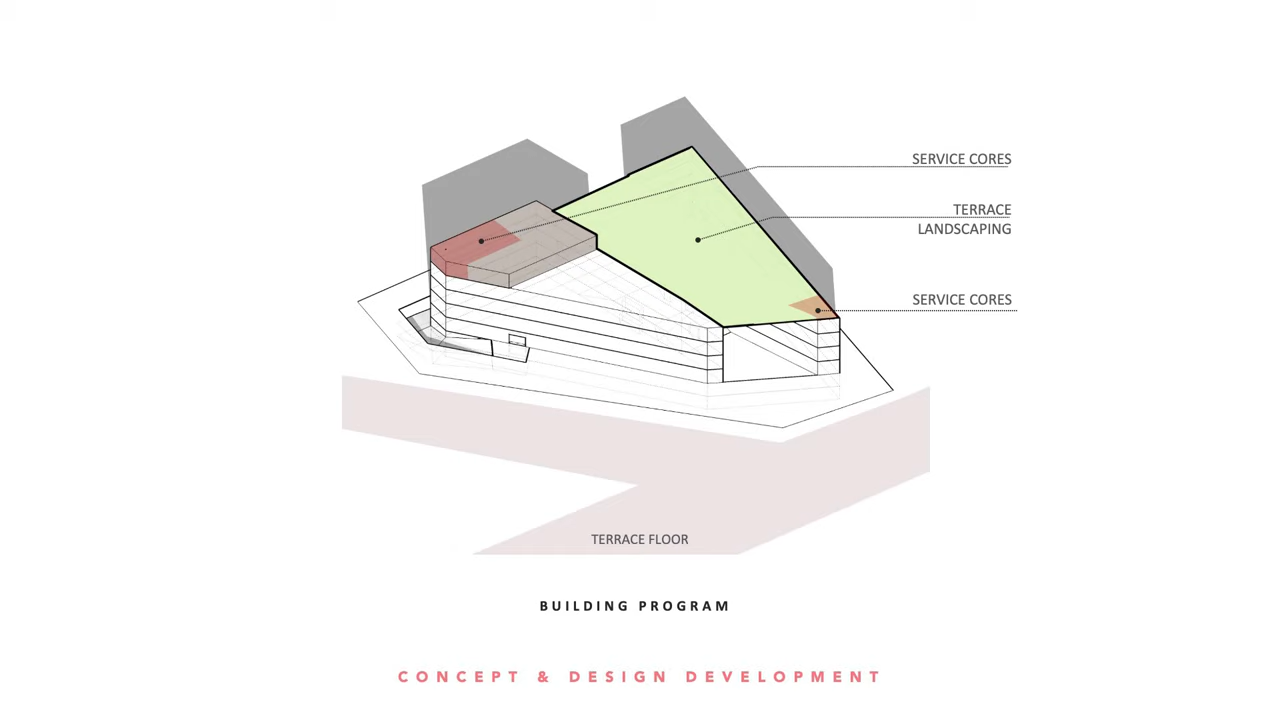 SERVICE CORES
TERRACE
LANDSCAPING
SERVICE CORES
TERRACE FLOOR
BUILDING PROGRAM
CONCEPT & DESIGN DEVELOPMENT